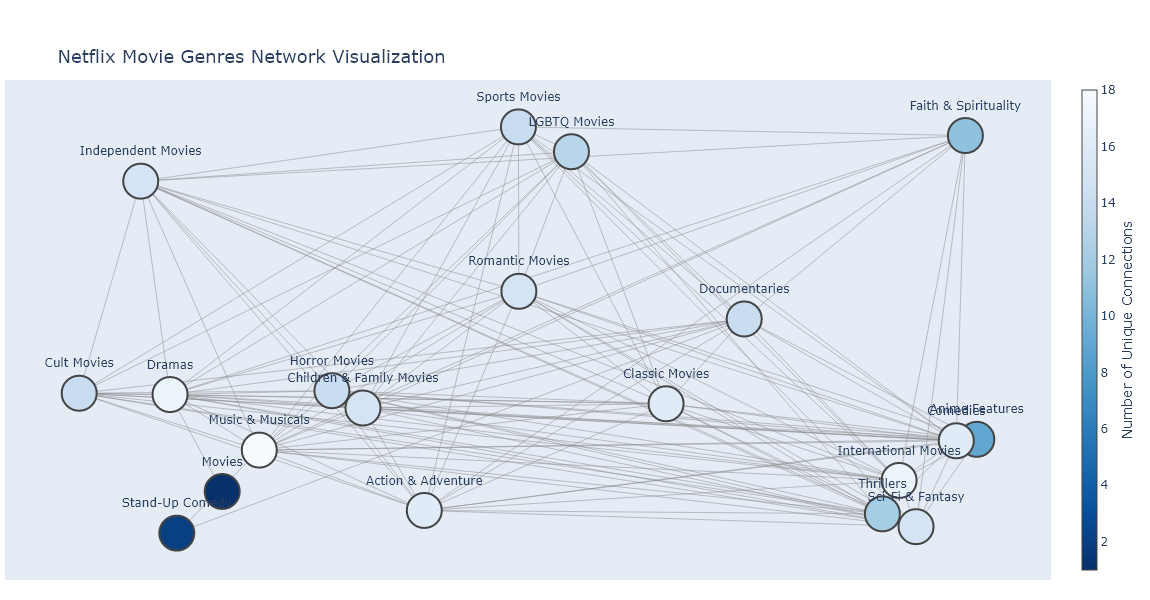 Netflix Movie Genres Network Visualization
Sports Movies
Faith & Spirituality
LGBTQ Movies
Independent Movies
Romantic Movies
Documentaries
Horror Movies
Cult Movies
Dramas
Classic Movies
Children & Family Movies
Anime Features
Comedies
Music & Musicals
International Movies
Movies
Action & Adventure
Thrillers
Sci-Fi & Fantasy
Stand-Up Comedy
18
16
14
12
10
8
6
4
2
Number of Unique Connections